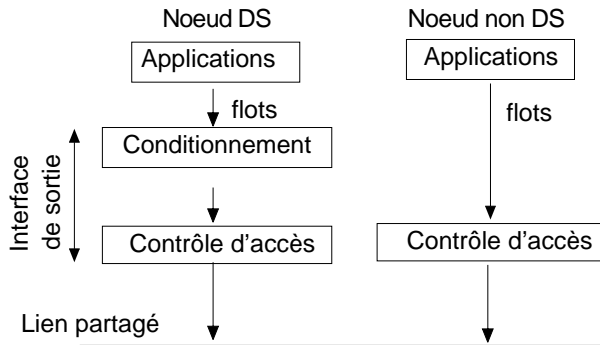 Noeud DS
Noeud non DS
Applications
Applications
flots
flots
Conditionnement
Interface
de sortie
Contrôle d'accès
Contrôle d'accès
Lien partagé